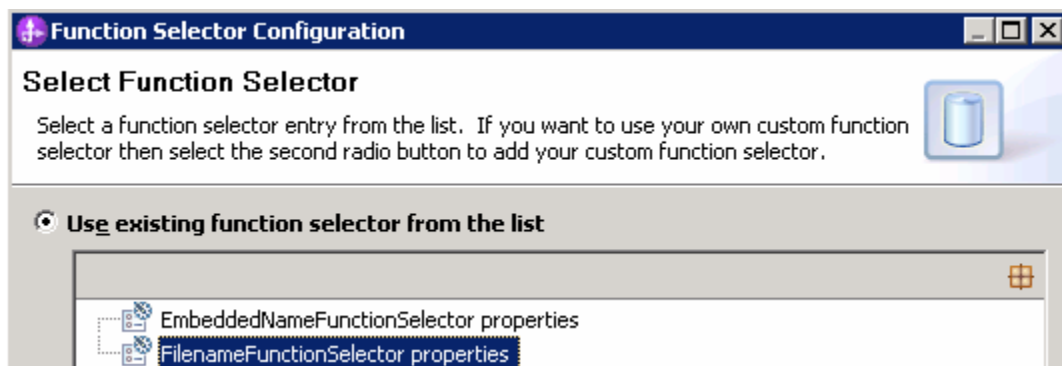 Function Selector Configuration
Select Function Selector
Select a function selector entry from the list. If you want to use your own custom function
selector then select the second radio button to add your custom function selector.
Use existing function selector from the list
EmbeddedNameFunctionSelector properties
FilenameFunctionSelector properties